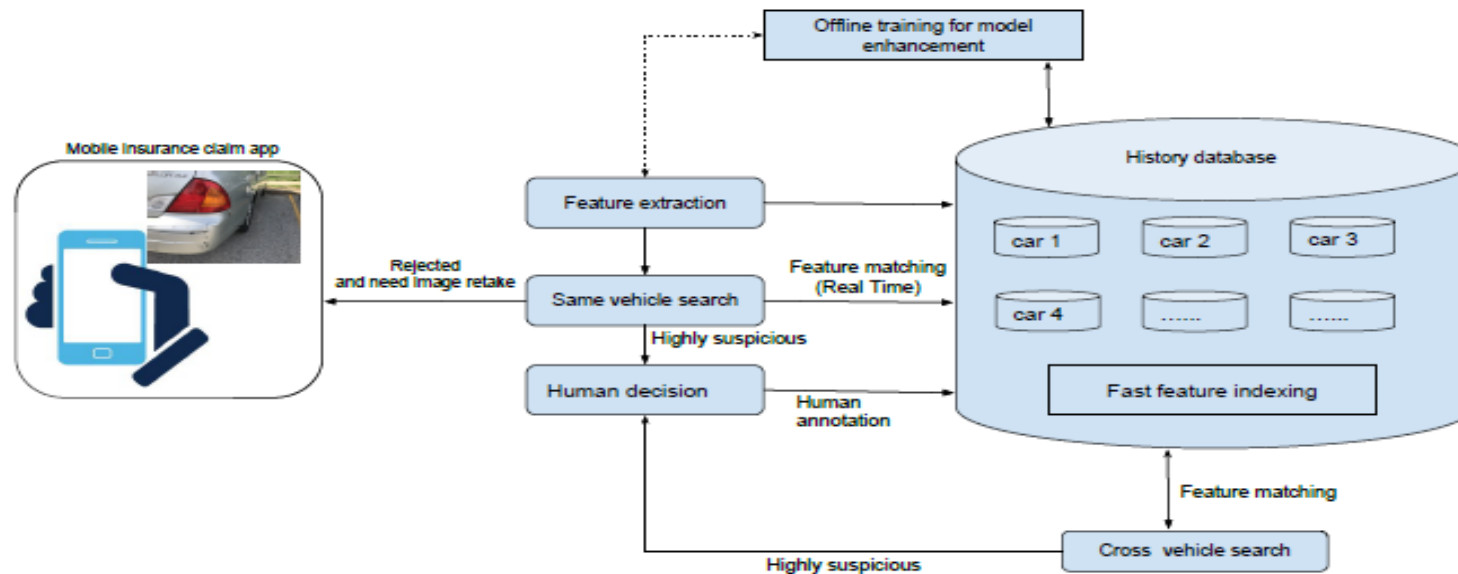 Offline training for model
enhancement
Mobile insurance claim app
History database
Feature extraction
car 1
car 2
car 3
Rejected
and need image retake
Same vehicle search
Feature matching
(Real Time)
car 4
......
......
Highly suspicious
Human decision
Human
annotation
Fast feature indexing
Feature matching
Cross vehicle search
Highly suspicious